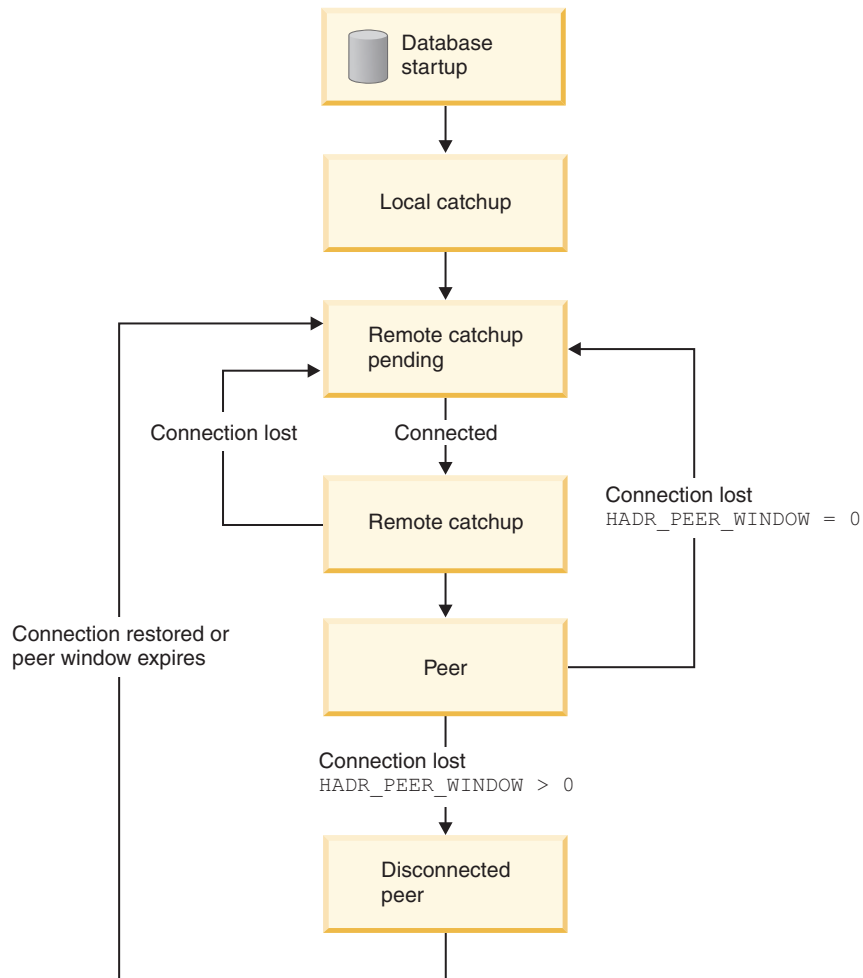 Database
startup
Local catchup
Remote catchup
pending
Connection lost
Connected
Remote catchup
Connection lost
HADR_PEER_WINDOW = 0
Connection restored or
peer window expires
Peer
Connection lost
HADR_PEER_WINDOW > 0
Disconnected
peer